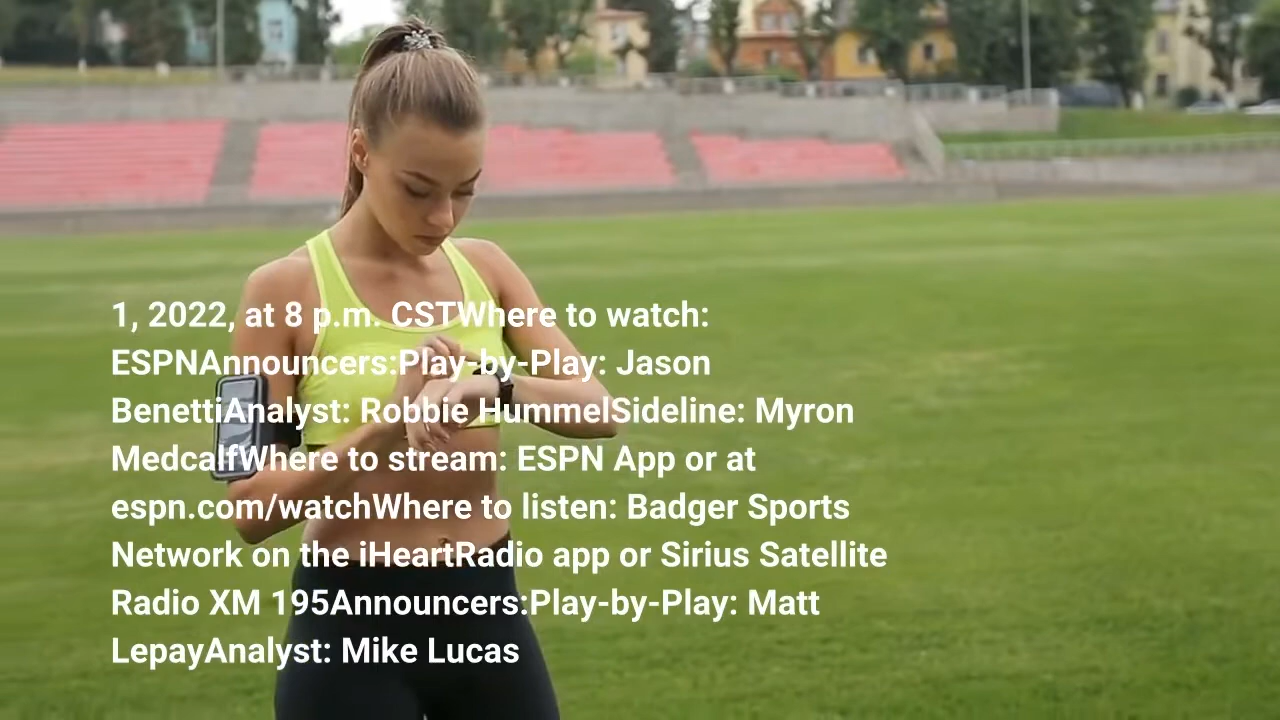 1, 2022, at 8 p.m. CSTWhere to watch:
ESPNAnnouncers:Play-by-Play: Jason
BenettiAnalyst: Robbie HummelSideline: Myron
MedcalfWhere to stream: ESPN App or at
espn.com/watchWhere to listen: Badger Sports
Network on the iHeartRadio app or Sirius Satellite
Radio XM 195Announcers:Play-by-Play: Matt
LepayAnalyst: Mike Lucas